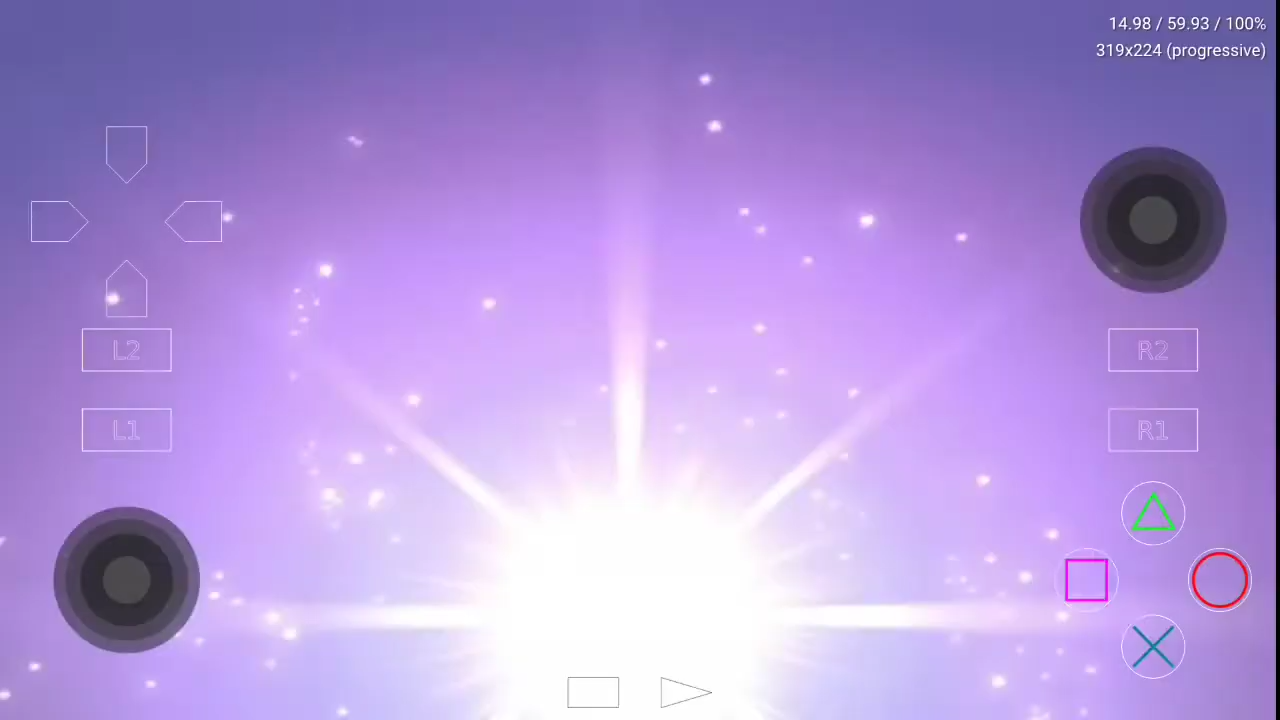 14.98 / 59.93 / 100%
319x224 (progressive)
L2
R2
L1
R1